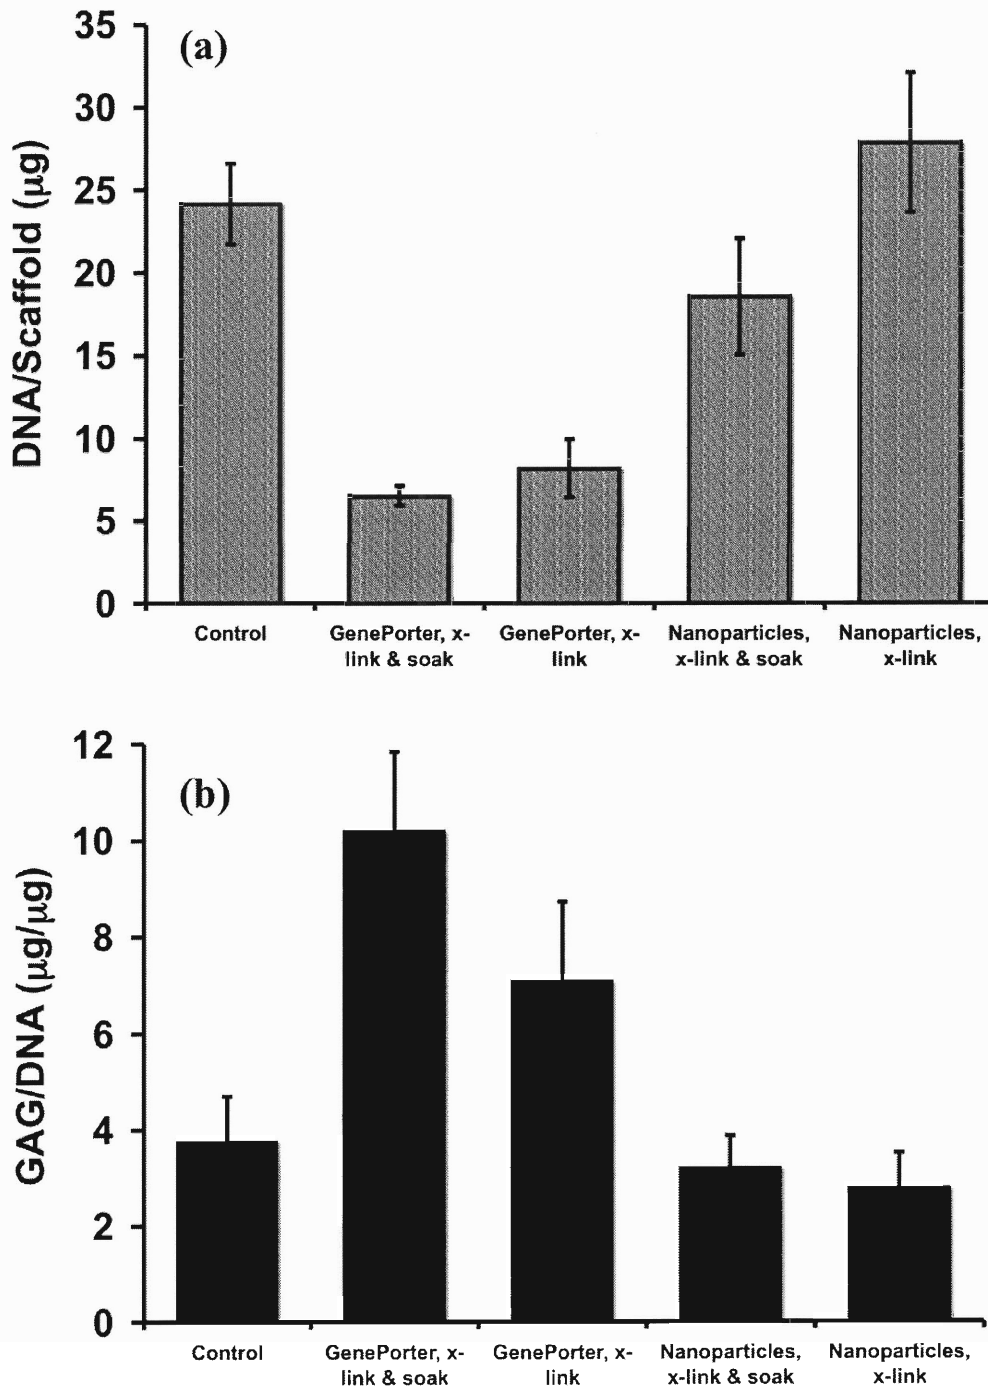 35
(a)
30
25
20
15
10
5
0
DNA/Scaffold (µg)
Control
GenePorter, x-
link & soak
GenePorter, x-
link
Nanoparticles,
x-link & soak
Nanoparticles,
x-link
12
(b)
10
8
6
4
2
0
GAG/DNA (µg/µg)
Control
GenePorter, x-
link & soak
GenePorter, x-
link
Nanoparticles,
x-link & soak
Nanoparticles,
x-link